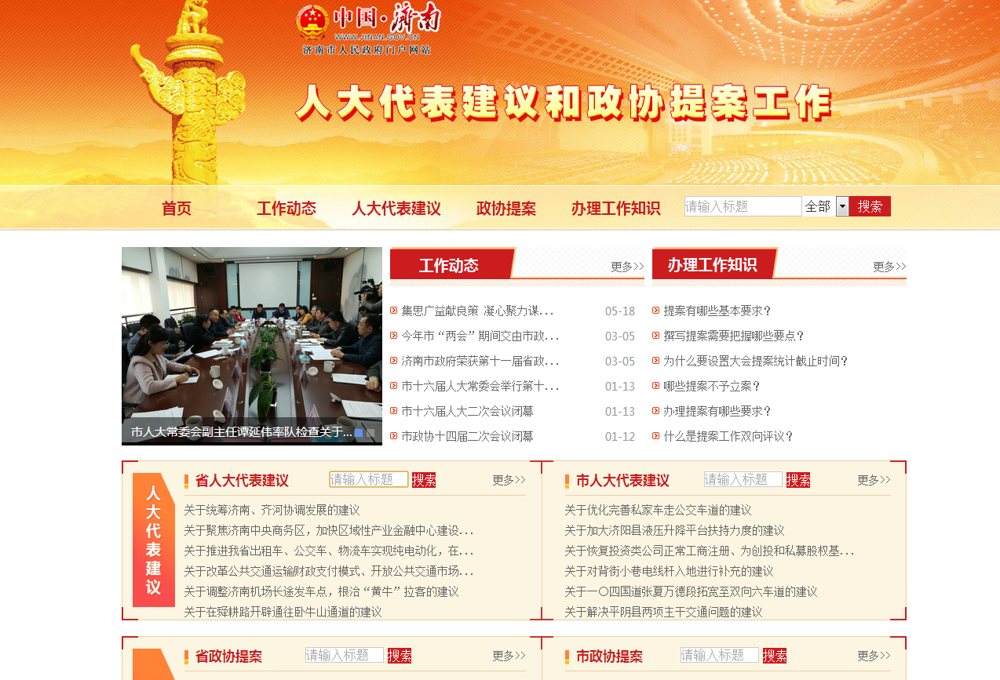 中国·济南
WWW.JINAN.GOV.CN
济南市人民政府门户网站
人大代表建议和政协提案工作
首页 工作动态 人大代表建议 政协提案 办理工作知识 请输入标题 全部 搜索
市人大常委会副主任谭延伟率队检查关于...
工作动态 更多>>
集思广益献良策 凝心聚力谋... 05-18
今年市“两会”期间交由市政... 03-05
济南市政府荣获第十一届省政... 03-05
市十六届人大常委会举行第十... 01-13
市十六届人大二次会议闭幕 01-13
市政协十四届二次会议闭幕 01-12
办理工作知识 更多>>
提案有哪些基本要求？
撰写提案需要把握哪些要点？
为什么要设置大会提案统计截止时间？
哪些提案不予立案？
办理提案有哪些要求？
什么是提案工作双向评议？
人大代表建议
省人大代表建议 请输入标题 搜索 更多>>
关于统筹济南、齐河协调发展的建议
关于聚焦济南中央商务区，加快区域性产业金融中心建设...
关于推进我省出租车、公交车、物流车实现纯电动化，在...
关于改革公共交通运输财政支付模式、开放公共交通市场...
关于调整济南机场长途发车点，根治“黄牛”拉客的建议
关于在舜耕路开辟通往卧牛山通道的建议
市人大代表建议 请输入标题 搜索 更多>>
关于优化完善私家车走公交车道的建议
关于加大济阳县液压升降平台扶持力度的建议
关于恢复投资类公司正常工商注册、为创投和私募股权基...
关于对背街小巷电线杆入地进行补充的建议
关于一〇四国道张夏万德段拓宽至双向六车道的建议
关于解决平阴县两项主干交通问题的建议
省政协提案 请输入标题 搜索 更多>>
市政协提案 请输入标题 搜索 更多>>